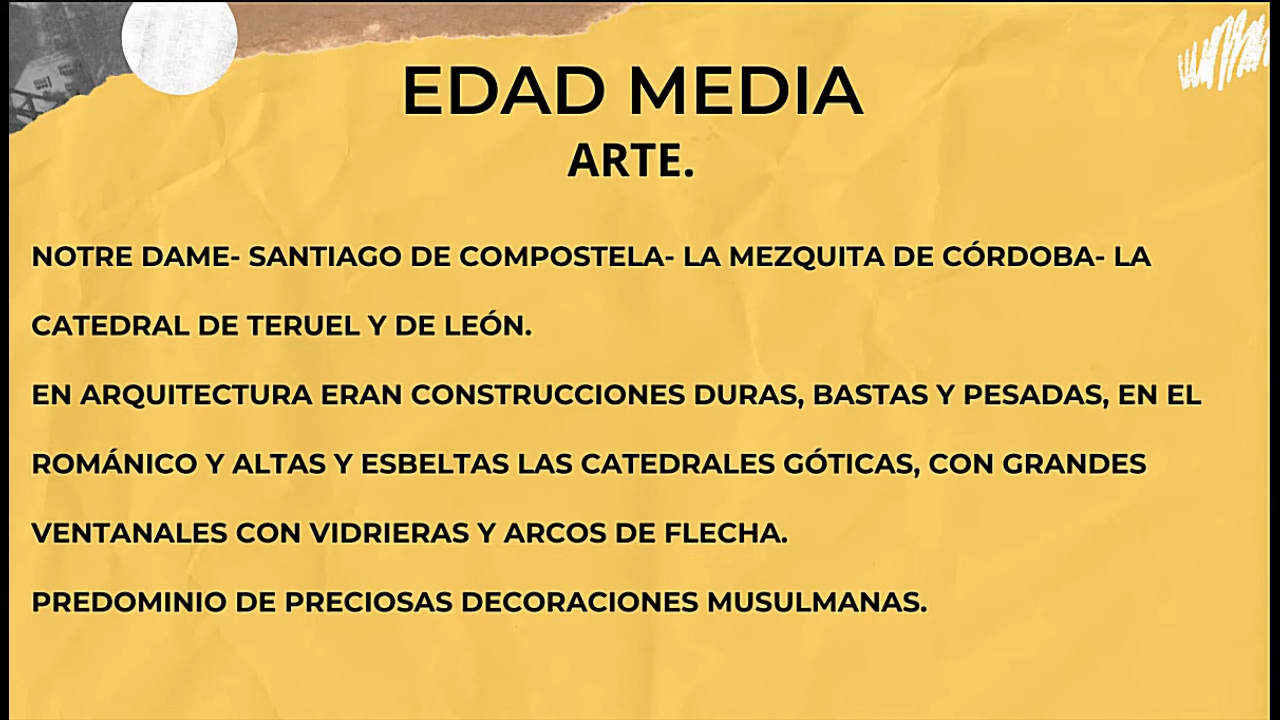 EDAD MEDIA
ARTE.
NOTRE DAME- SANTIAGO DE COMPOSTELA- LA MEZQUITA DE CÓRDOBA- LA
CATEDRAL DE TERUEL Y DE LEÓN.
EN ARQUITECTURA ERAN CONSTRUCCIONES DURAS, BASTAS Y PESADAS, EN EL
ROMÁNICO Y ALTAS Y ESBELTAS LAS CATEDRALES GÓTICAS, CON GRANDES
VENTANALES CON VIDRIERAS Y ARCOS DE FLECHA.
PREDOMINIO DE PRECIOSAS DECORACIONES MUSULMANAS.